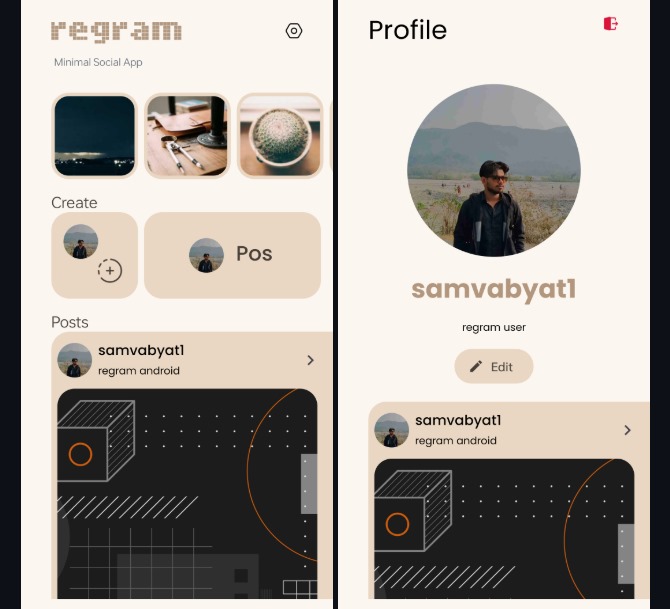 regram
Minimal Social App
Create
Pos
Posts
samvabyat1
regram android
Profile
samvabyat1
regram user
Edit
samvabyat1
regram android